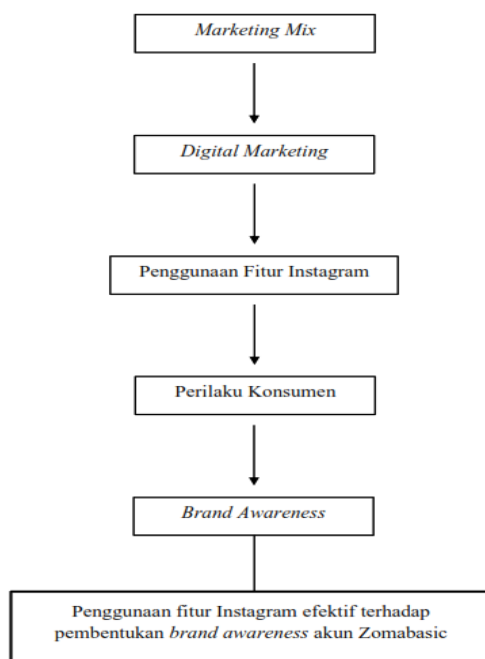 Marketing Mix
Digital Marketing
Penggunaan Fitur Instagram
Perilaku Konsumen
Brand Awareness
Penggunaan fitur Instagram efektif terhadap
pembentukan brand awareness akun Zomabasic